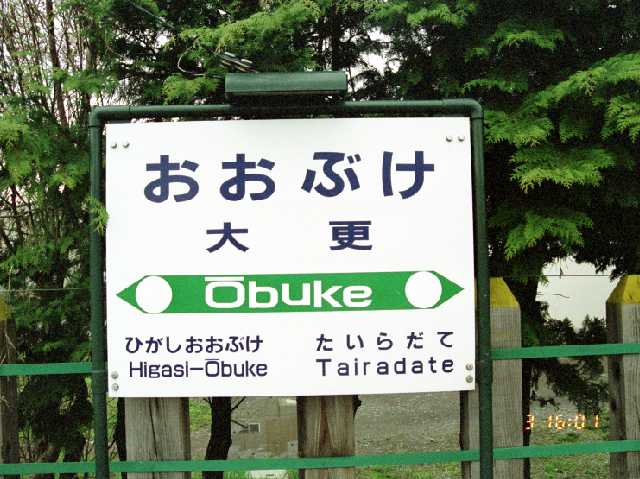 おおぶけ
大更
Ōbuke
ひがしおおぶけ たいらだて
Higasi-Ōbuke Tairadate
3 16:01